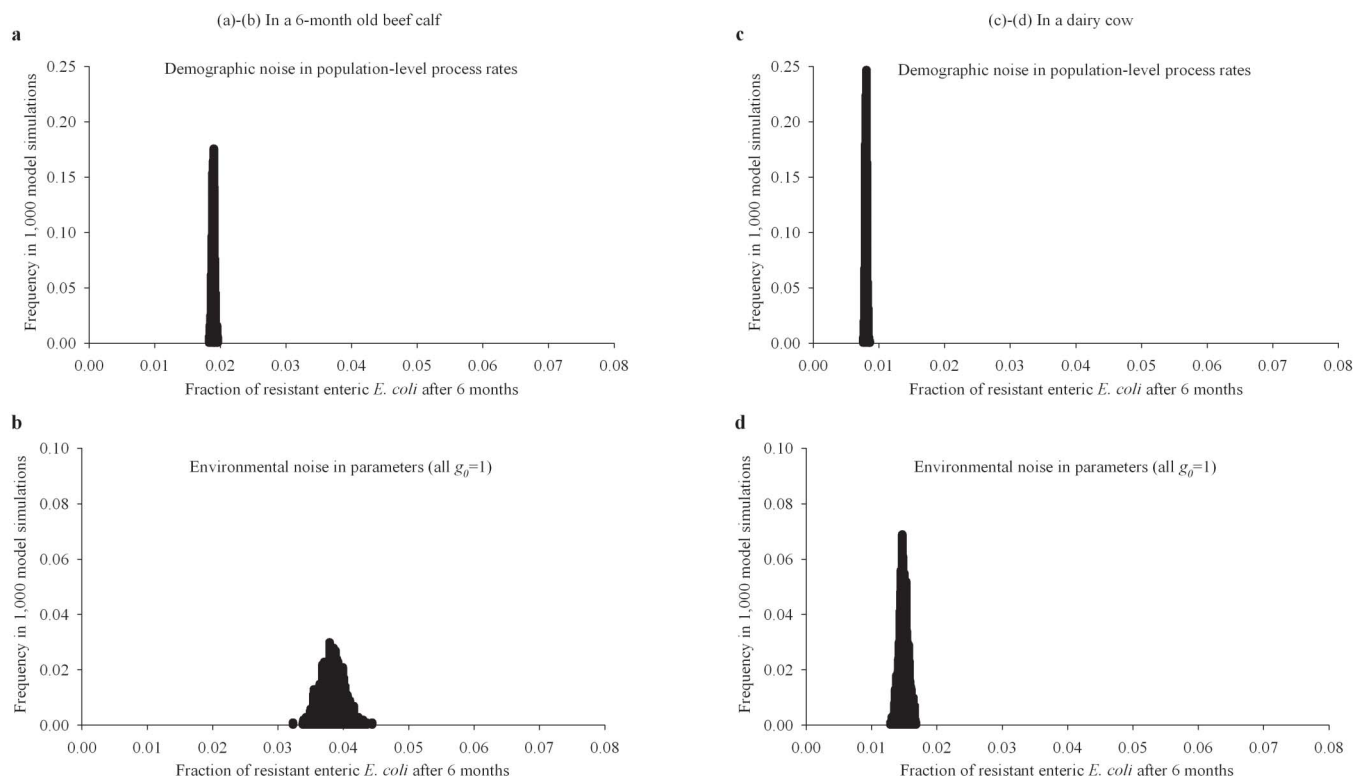 (a)-(b) In a 6-month old beef calf
a
Demographic noise in population-level process rates
Frequency in 1,000 model simulations
0.25
0.20
0.15
0.10
0.05
0.00
0.00 0.01 0.02 0.03 0.04 0.05 0.06 0.07 0.08
Fraction of resistant enteric E. coli after 6 months
b
Environmental noise in parameters (all g0=1)
Frequency in 1,000 model simulations
0.10
0.08
0.06
0.04
0.02
0.00
0.00 0.01 0.02 0.03 0.04 0.05 0.06 0.07 0.08
Fraction of resistant enteric E. coli after 6 months
(c)-(d) In a dairy cow
c
Demographic noise in population-level process rates
Frequency in 1,000 model simulations
0.25
0.20
0.15
0.10
0.05
0.00
0.00 0.01 0.02 0.03 0.04 0.05 0.06 0.07 0.08
Fraction of resistant enteric E. coli after 6 months
d
Environmental noise in parameters (all g0=1)
Frequency in 1,000 model simulations
0.10
0.08
0.06
0.04
0.02
0.00
0.00 0.01 0.02 0.03 0.04 0.05 0.06 0.07 0.08
Fraction of resistant enteric E. coli after 6 months